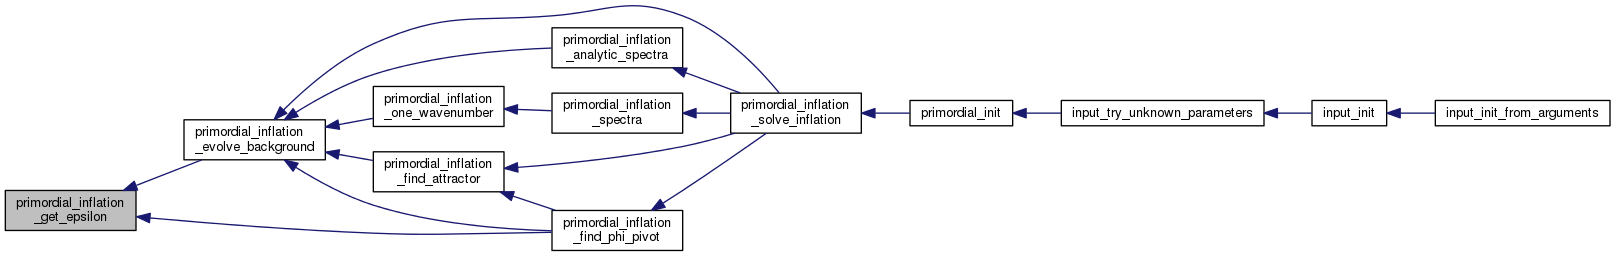 primordial_inflation
_get_epsilon
primordial_inflation
_evolve_background
primordial_inflation
_one_wavenumber
primordial_inflation
_find_attractor
primordial_inflation
_analytic_spectra
primordial_inflation
_spectra
primordial_inflation
_find_phi_pivot
primordial_inflation
_solve_inflation
primordial_init
input_try_unknown_parameters
input_init
input_init_from_arguments